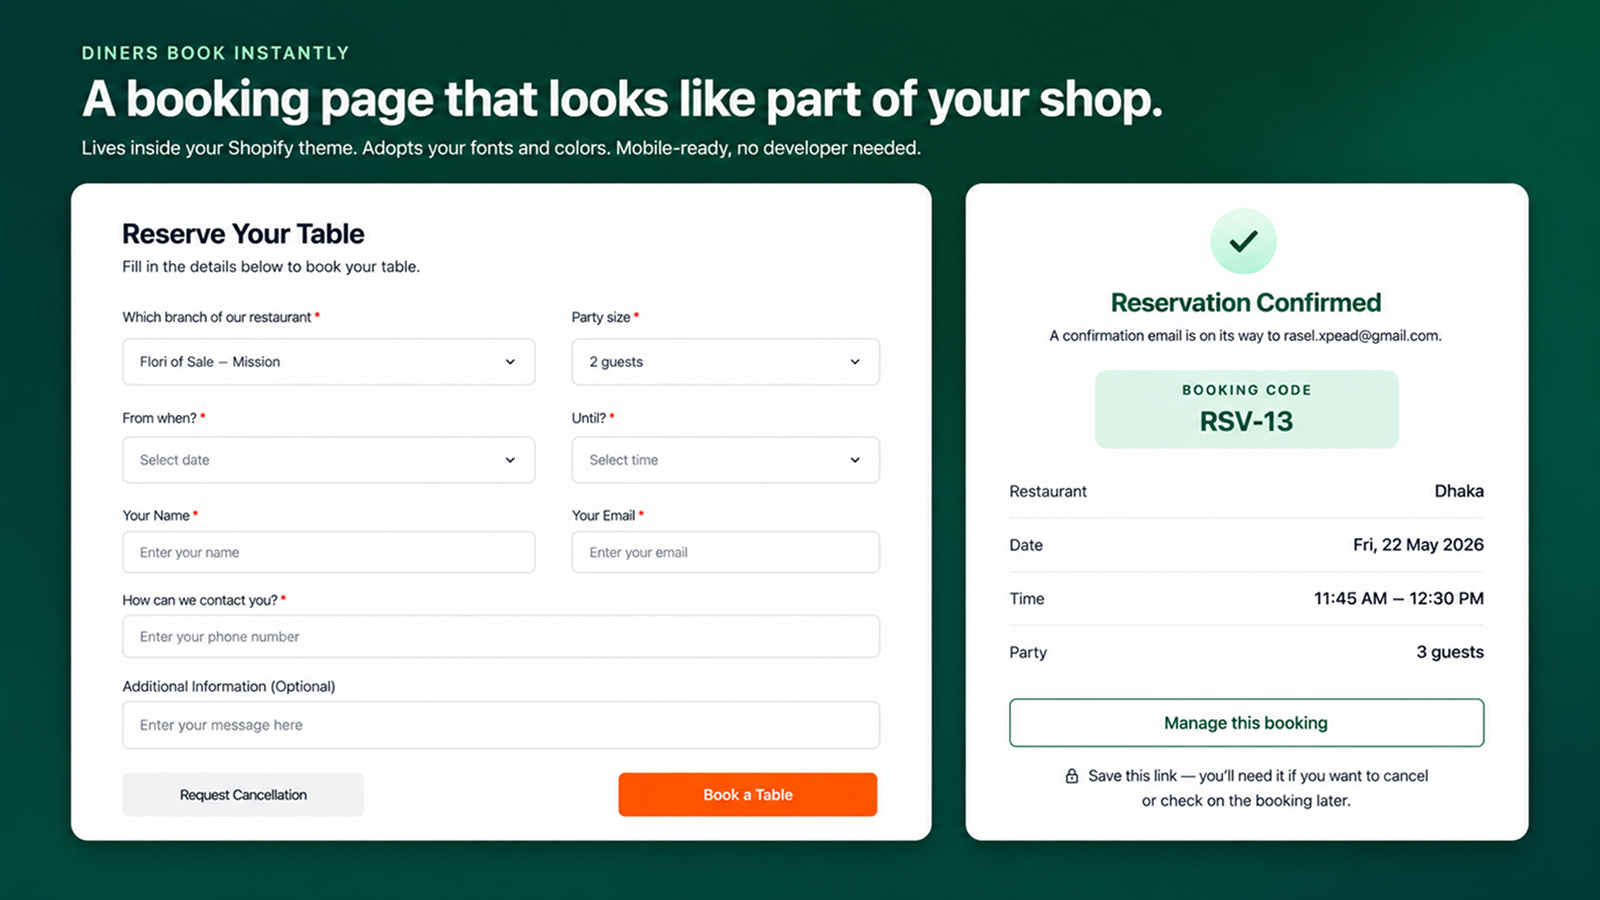 DINERS BOOK INSTANTLY
A booking page that looks like part of your shop.
Lives inside your Shopify theme. Adopts your fonts and colors. Mobile-ready, no developer needed.
Reserve Your Table
Fill in the details below to book your table.
Which branch of our restaurant *
Party size *
Flori of Sale – Mission
2 guests
From when? *
Until? *
Select date
Select time
Your Name *
Your Email *
Enter your name
Enter your email
How can we contact you? *
Enter your phone number
Additional Information (Optional)
Enter your message here
Request Cancellation
Book a Table
Reservation Confirmed
A confirmation email is on its way to rasel.xpead@gmail.com.
BOOKING CODE
RSV-13
Restaurant Dhaka
Date Fri, 22 May 2026
Time 11:45 AM – 12:30 PM
Party 3 guests
Manage this booking
Save this link — you'll need it if you want to cancel
or check on the booking later.